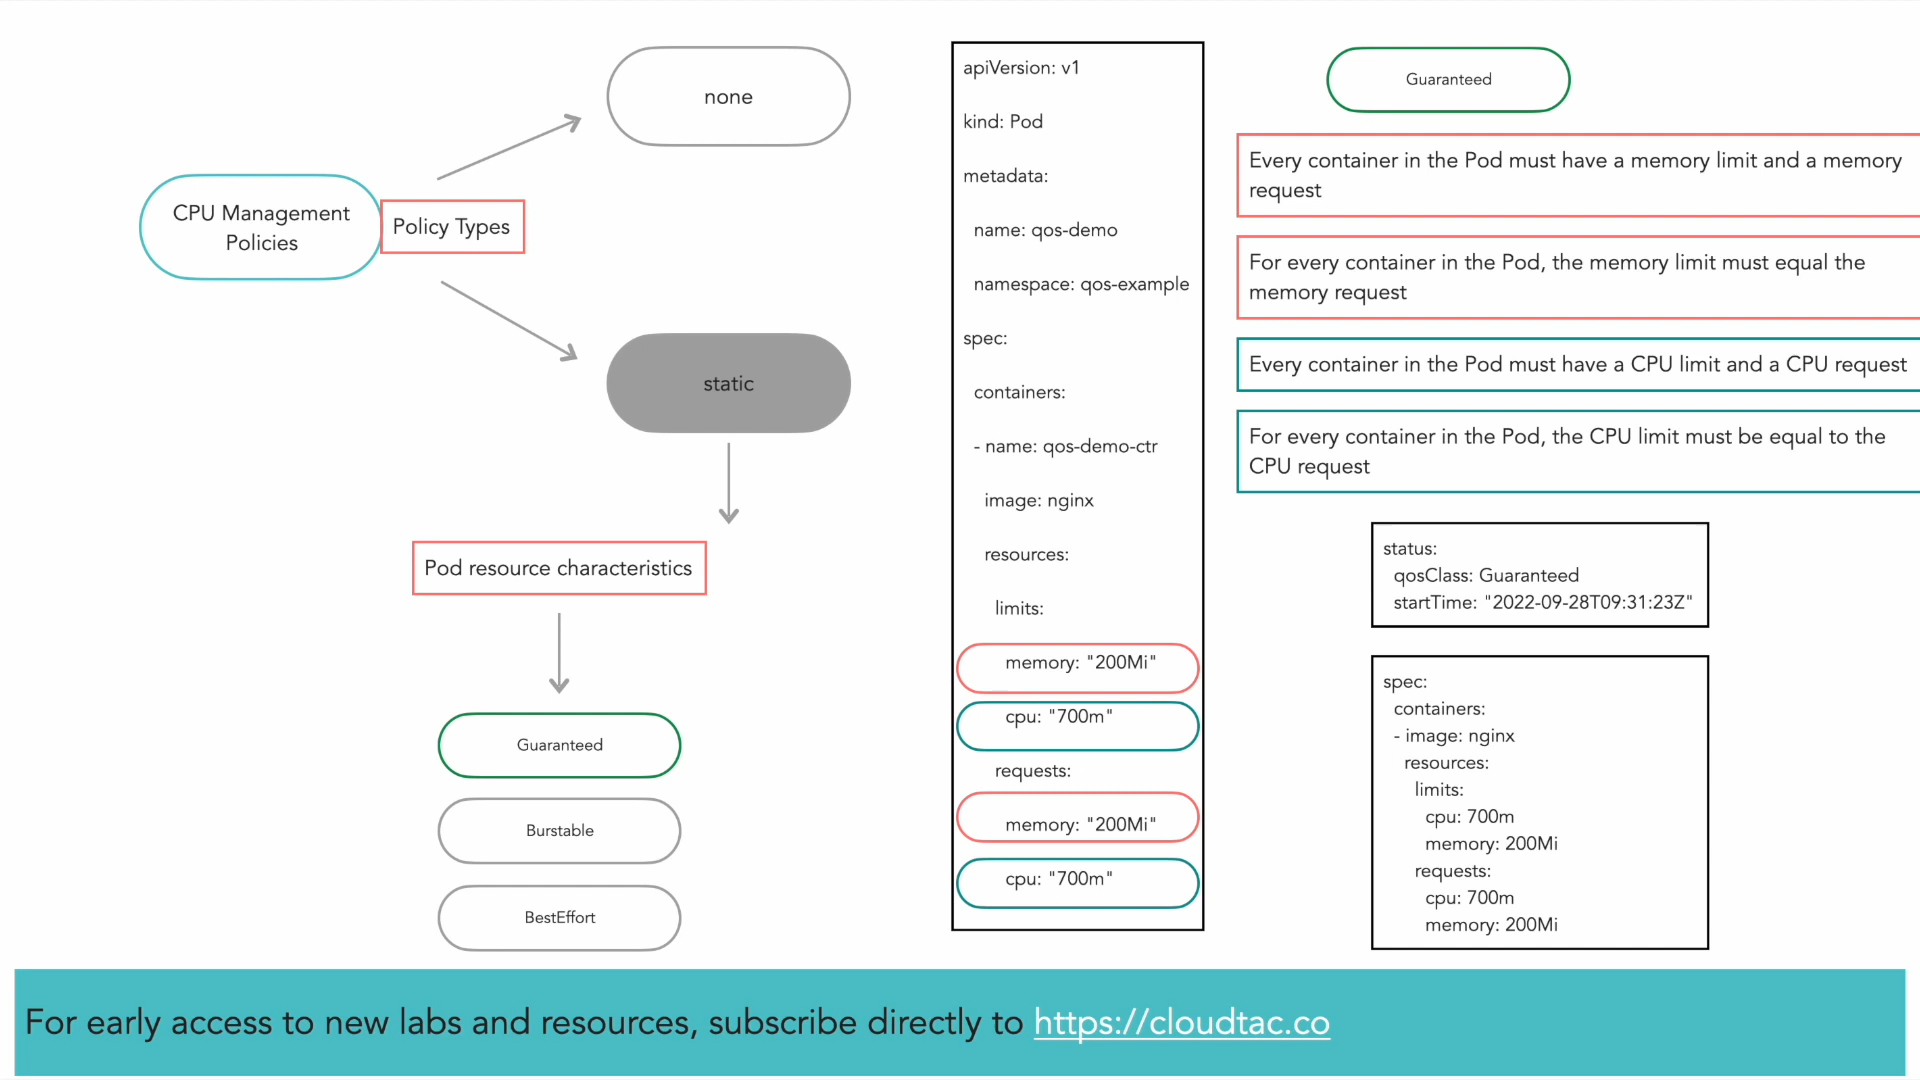 none
CPU Management
Policies
Policy Types
static
Pod resource characteristics
Guaranteed
Burstable
BestEffort
apiVersion: v1
kind: Pod
metadata:
name: qos-demo
namespace: qos-example
spec:
containers:
- name: qos-demo-ctr
image: nginx
resources:
limits:
memory: "200Mi"
cpu: "700m"
requests:
memory: "200Mi"
cpu: "700m"
Guaranteed
Every container in the Pod must have a memory limit and a memory
request
For every container in the Pod, the memory limit must equal the
memory request
Every container in the Pod must have a CPU limit and a CPU request
For every container in the Pod, the CPU limit must be equal to the
CPU request
status:
qosClass: Guaranteed
startTime: "2022-09-28T09:31:23Z"
spec:
containers:
- image: nginx
resources:
limits:
cpu: 700m
memory: 200Mi
requests:
cpu: 700m
memory: 200Mi
For early access to new labs and resources, subscribe directly to https://cloudtac.co